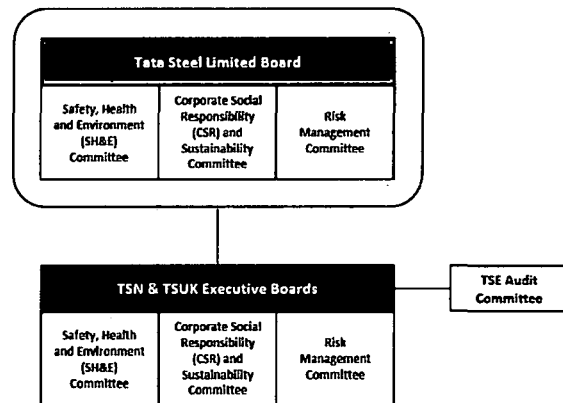 Tata Steel Limited Board
Safety, Health
and Environment
(SH&E)
Committee
Corporate Social
Responsibility
(CSR) and
Sustainability
Committee
Risk
Management
Committee
TSN & TSUK Executive Boards
TSE Audit
Committee
Safety, Health
and Environment
(SH&E)
Committee
Corporate Social
Responsibility
(CSR) and
Sustainability
Committee
Risk
Management
Committee